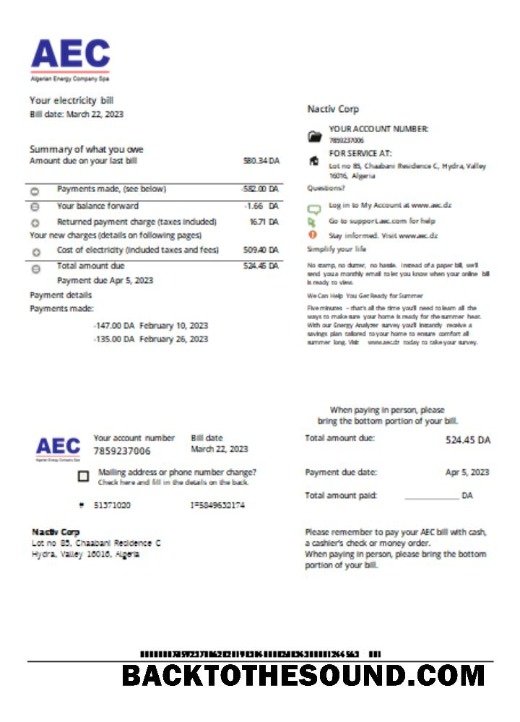 AEC
Algerian Energy Company Spa
Your electricity bill
Bill date: March 22, 2023
Summary of what you owe
Amount due on your last bill 580.34 DA
Payments made, (see below) -582.00 DA
Your balance forward -1.66 DA
Returned payment charge (taxes included) 16.71 DA
Your new charges (details on following pages)
Cost of electricity (included taxes and fees) 509.40 DA
Total amount due 524.45 DA
Payment due Apr 5, 2023
Payment details
Payments made:
-147.00 DA February 10, 2023
-135.00 DA February 26, 2023
Nactiv Corp
YOUR ACCOUNT NUMBER:
7859237006
FOR SERVICE AT:
Lot no 85, Chaabani Residence C, Hydra, Valley
16016, Algeria
Questions?
Log in to My Account at www.aec.dz
Go to support.aec.com for help
Stay informed. Visit www.aec.dz
Simplify your life
No stamp, no clutter, no hassle. Instead of a paper bill, we'll
send you a monthly email to let you know when your online bill
is ready to view.
We Can Help You Get Ready for Summer
Five minutes - that's all the time you'll need to learn all the
ways to make sure your home is ready for the summer heat.
With our Energy Analyzer survey you'll instantly receive a
savings plan tailored to your home to ensure comfort all
summer long. Visit www.aec.dz today to take your survey.
When paying in person, please
bring the bottom portion of your bill.
AEC
Your account number Bill date
7859237006 March 22, 2023
Mailing address or phone number change?
Check here and fill in the details on the back.
# 51371020
Total amount due: 524.45 DA
Payment due date: Apr 5, 2023
Total amount paid: ____________ DA
Nactiv Corp
Lot no 85, Chaabani Residence C
Hydra, Valley 16016, Algeria
Please remember to pay your AEC bill with cash,
a cashier's check or money order.
When paying in person, please bring the bottom
portion of your bill.
BACKTOTHESOUND.COM